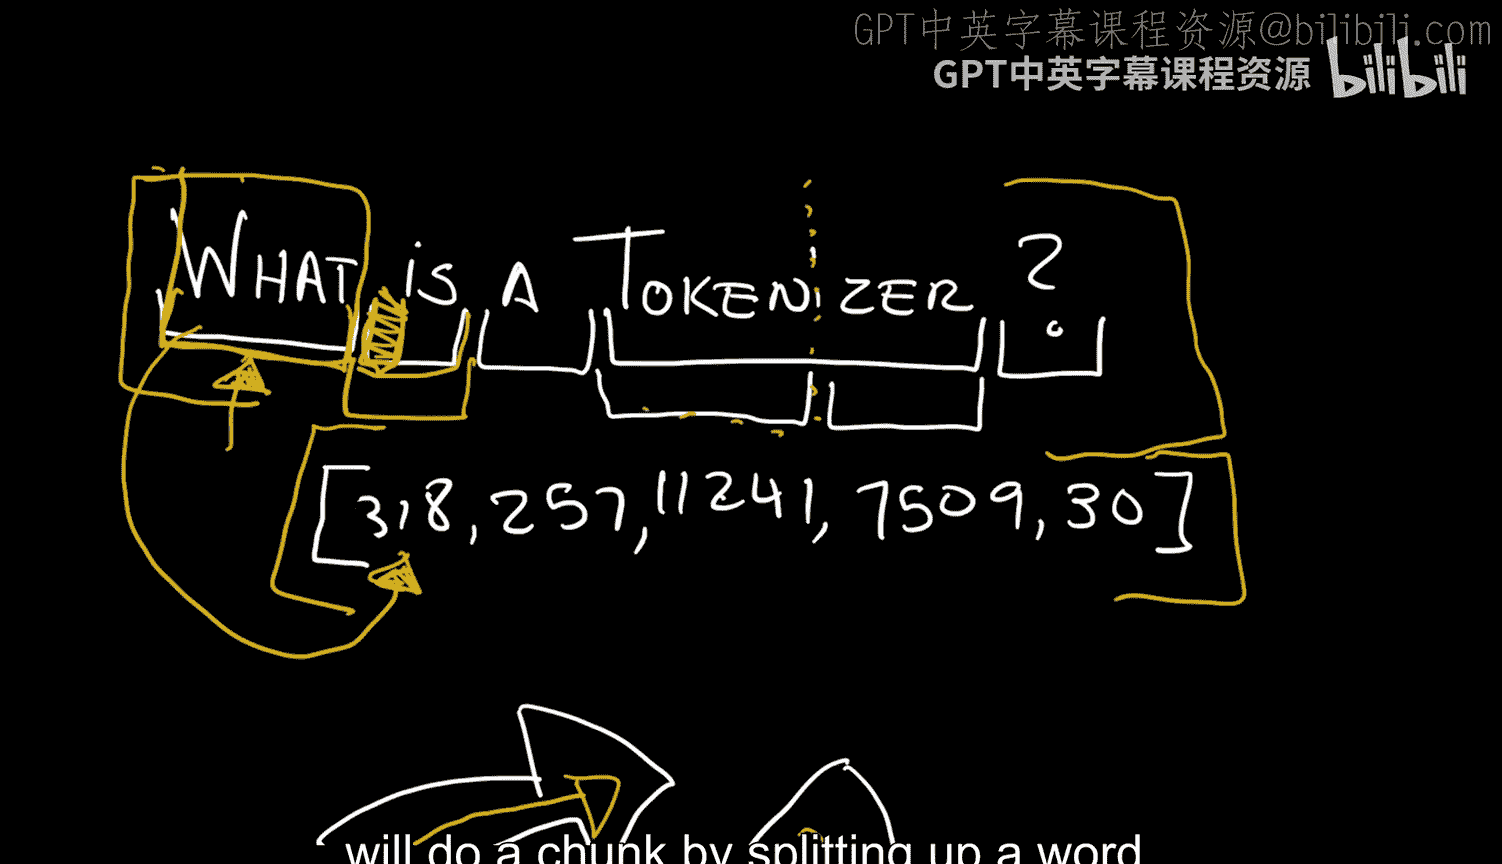 GPT中英字幕课程资源@bilibili.com
GPT中英字幕课程资源 bilibili
WHAT is A TOKENIZER ?
[318, 257, 11241, 7509, 30]
will do a chunk by splitting up a word